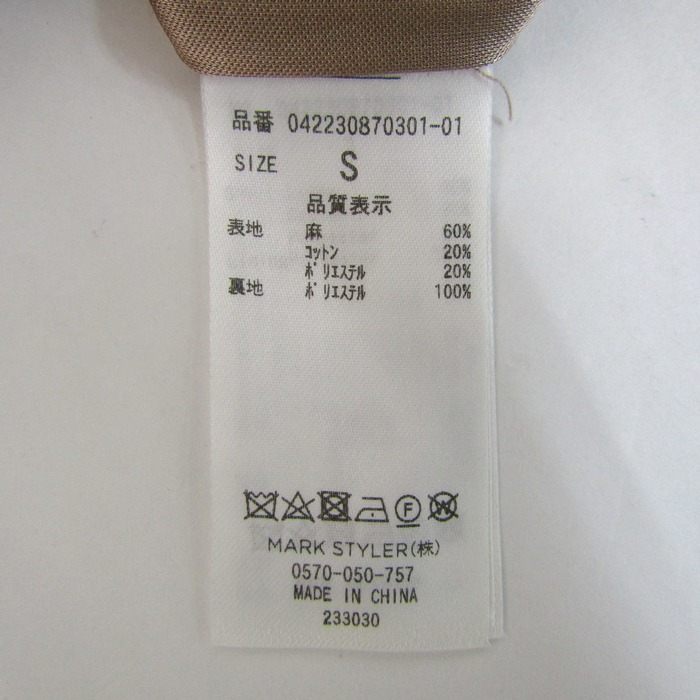 品番 042230870301-01
SIZE S
品質表示
表地 麻 60%
コットン 20%
ポリエステル 20%
裏地 ポリエステル 100%
F W
MARK STYLER(株)
0570-050-757
MADE IN CHINA
233030